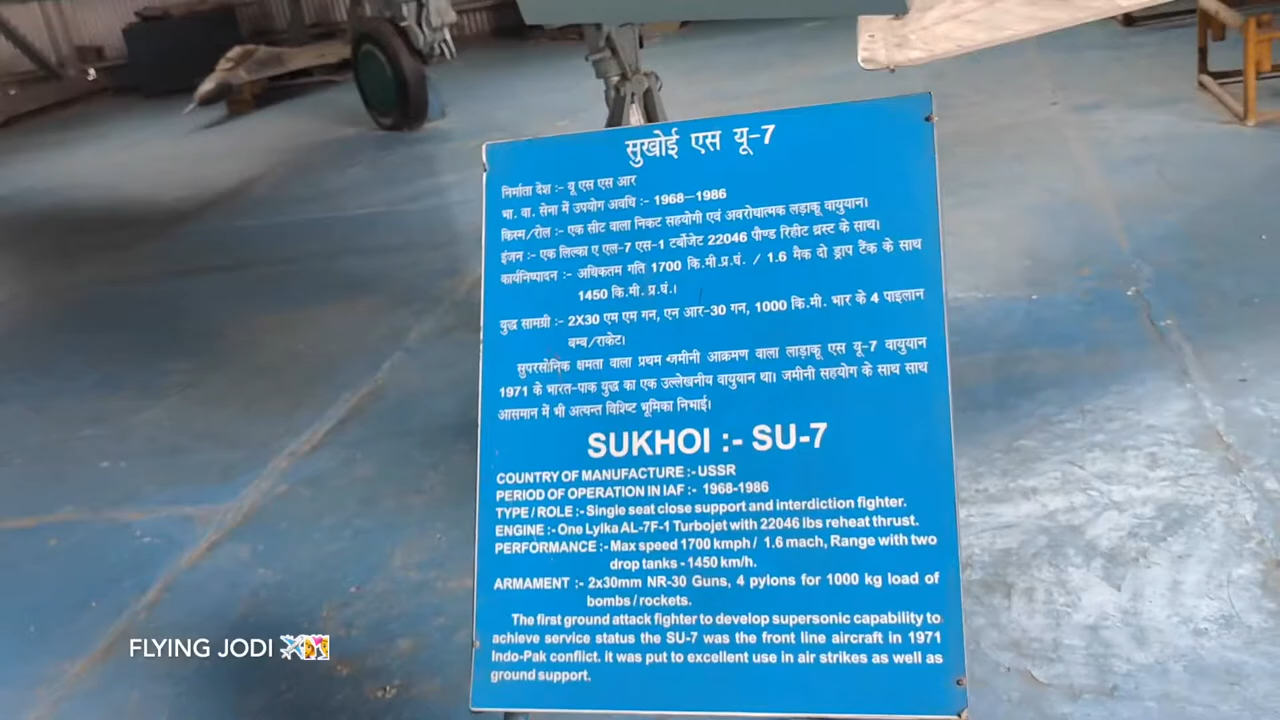 सुखोई एस यू-7
निर्माता देश :- यू एस एस आर
भा. वा. सेना में उपयोग अवधि :- 1968-1986
किस्म/रोल :- एक सीट वाला निकट सहयोगी एवं अवरोधात्मक लड़ाकू वायुयान।
इंजन :- एक लिल्का ए एल-7 एस-1 टर्बोजेट 22046 पौण्ड रिहीट थ्रस्ट के साथ।
कार्यनिष्पादन :- अधिकतम गति 1700 कि.मी.प्र.घं. / 1.6 मैक दो ड्राप टैंक के साथ
1450 कि.मी. प्र.घं.।
युद्ध सामग्री :- 2X30 एम एम गन, एन आर-30 गन, 1000 कि.मी. भार के 4 पाइलान
बम्ब/राकेट।
सुपरसोनिक क्षमता वाला प्रथम जमीनी आक्रमण वाला लाड़ाकू एस यू-7 वायुयान
1971 के भारत-पाक युद्ध का एक उल्लेखनीय वायुयान था। जमीनी सहयोग के साथ साथ
आसमान में भी अत्यन्त विशिष्ट भूमिका निभाई।
SUKHOI :- SU-7
COUNTRY OF MANUFACTURE :- USSR
PERIOD OF OPERATION IN IAF :- 1968-1986
TYPE / ROLE :- Single seat close support and interdiction fighter.
ENGINE :- One Lylka AL-7F-1 Turbojet with 22046 lbs reheat thrust.
PERFORMANCE :- Max speed 1700 kmph / 1.6 mach, Range with two
drop tanks - 1450 km/h.
ARMAMENT :- 2x30mm NR-30 Guns, 4 pylons for 1000 kg load of
bombs / rockets.
The first ground attack fighter to develop supersonic capability to
achieve service status the SU-7 was the front line aircraft in 1971
Indo-Pak conflict. it was put to excellent use in air strikes as well as
ground support.
FLYING JODI